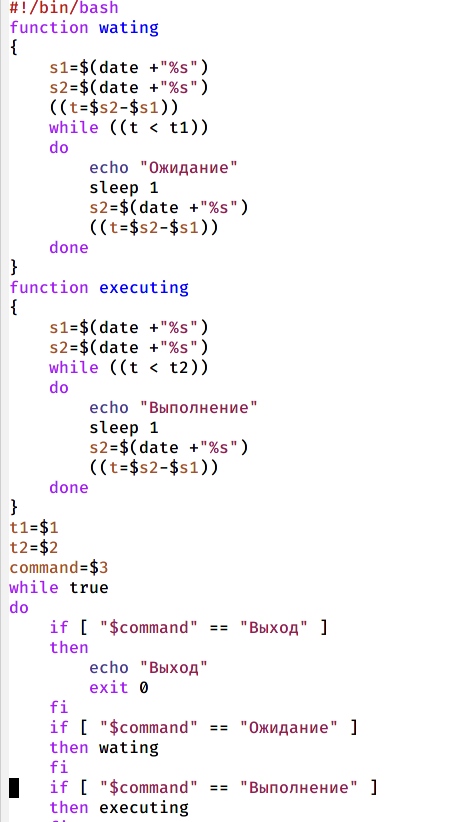 #!/bin/bash
function wating
{
    s1=$(date +"%s")
    s2=$(date +"%s")
    ((t=$s2-$s1))
    while ((t < t1))
    do
        echo "Ожидание"
        sleep 1
        s2=$(date +"%s")
        ((t=$s2-$s1))
    done
}
function executing
{
    s1=$(date +"%s")
    s2=$(date +"%s")
    while ((t < t2))
    do
        echo "Выполнение"
        sleep 1
        s2=$(date +"%s")
        ((t=$s2-$s1))
    done
}
t1=$1
t2=$2
command=$3
while true
do
    if [ "$command" == "Выход" ]
    then
        echo "Выход"
        exit 0
    fi
    if [ "$command" == "Ожидание" ]
    then wating
    fi
    if [ "$command" == "Выполнение" ]
    then executing